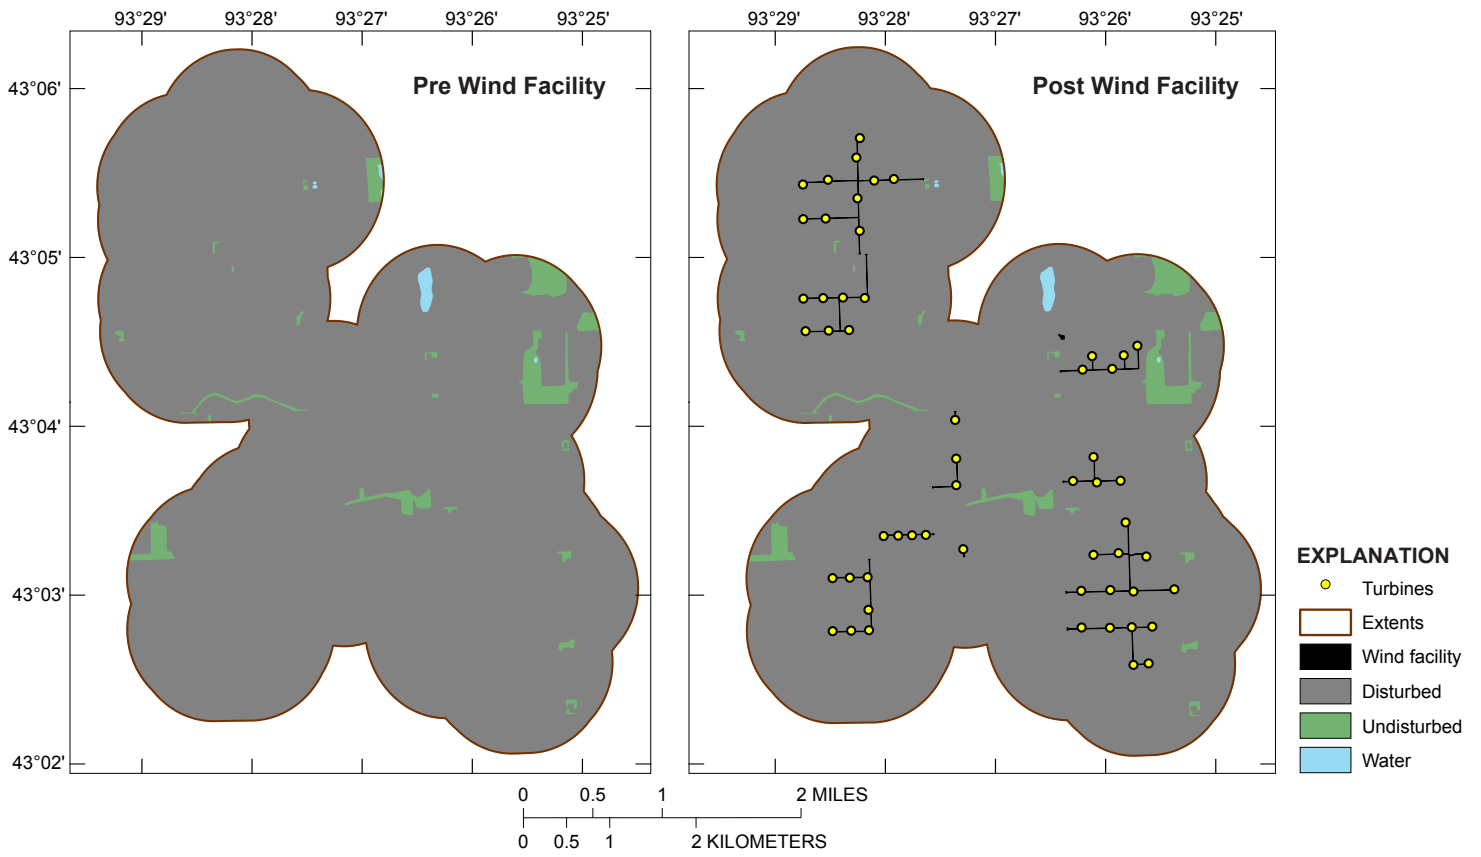 93°29' 93°28' 93°27' 93°26' 93°25' 93°29' 93°28' 93°27' 93°26' 93°25'
43°06'
Pre Wind Facility
Post Wind Facility
43°05'
43°04'
43°03'
43°02'
EXPLANATION
Turbines
Extents
Wind facility
Disturbed
Undisturbed
Water
0 0.5 1 2 MILES
0 0.5 1 2 KILOMETERS